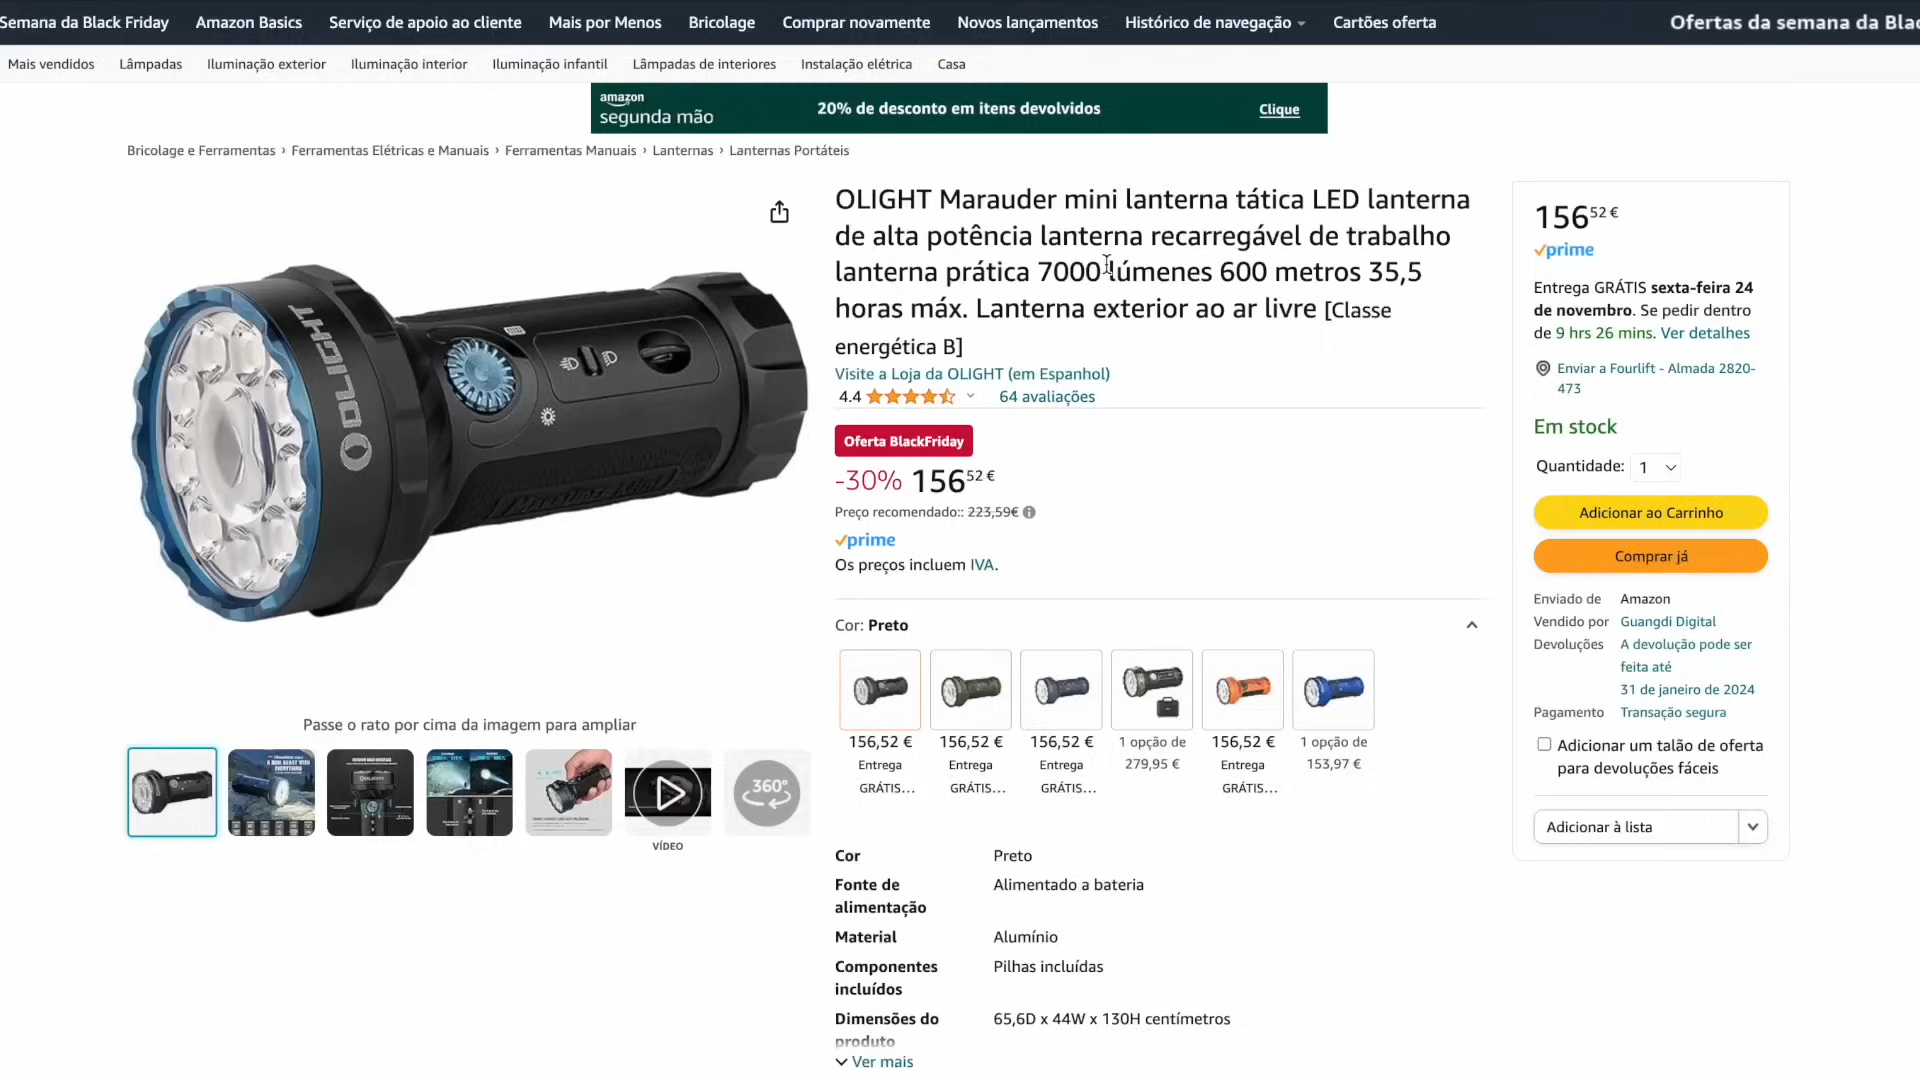 Semana da Black Friday Amazon Basics Serviço de apoio ao cliente Mais por Menos Bricolage Comprar novamente Novos lançamentos Histórico de navegação Cartões oferta Ofertas da semana da Blac
Mais vendidos Lâmpadas Iluminação exterior Iluminação interior Iluminação infantil Lâmpadas de interiores Instalação elétrica Casa
amazon
segunda mão
20% de desconto em itens devolvidos
Clique
Bricolage e Ferramentas › Ferramentas Elétricas e Manuais › Ferramentas Manuais › Lanternas › Lanternas Portáteis
OLIGHT
Passe o rato por cima da imagem para ampliar
360°
VÍDEO
OLIGHT Marauder mini lanterna tática LED lanterna
de alta potência lanterna recarregável de trabalho
lanterna prática 7000 lúmenes 600 metros 35,5
horas máx. Lanterna exterior ao ar livre [Classe
energética B]
Visite a Loja da OLIGHT (em Espanhol)
4.4 64 avaliações
Oferta BlackFriday
-30% 156,52 €
Preço recomendado:: 223,59€
prime
Os preços incluem IVA.
Cor: Preto
156,52 € 156,52 € 156,52 € 1 opção de 156,52 € 1 opção de
Entrega Entrega Entrega 279,95 € Entrega 153,97 €
GRÁTIS… GRÁTIS… GRÁTIS… GRÁTIS…
Cor Preto
Fonte de Alimentado a bateria
alimentação
Material Alumínio
Componentes Pilhas incluídas
incluídos
Dimensões do 65,6D x 44W x 130H centímetros
produto
Ver mais
156 52 €
prime
Entrega GRÁTIS sexta-feira 24
de novembro. Se pedir dentro
de 9 hrs 26 mins. Ver detalhes
Enviar a Fourlift - Almada 2820-
473
Em stock
Quantidade: 1
Adicionar ao Carrinho
Comprar já
Enviado de Amazon
Vendido por Guangdi Digital
Devoluções A devolução pode ser
feita até
31 de janeiro de 2024
Pagamento Transação segura
Adicionar um talão de oferta
para devoluções fáceis
Adicionar à lista